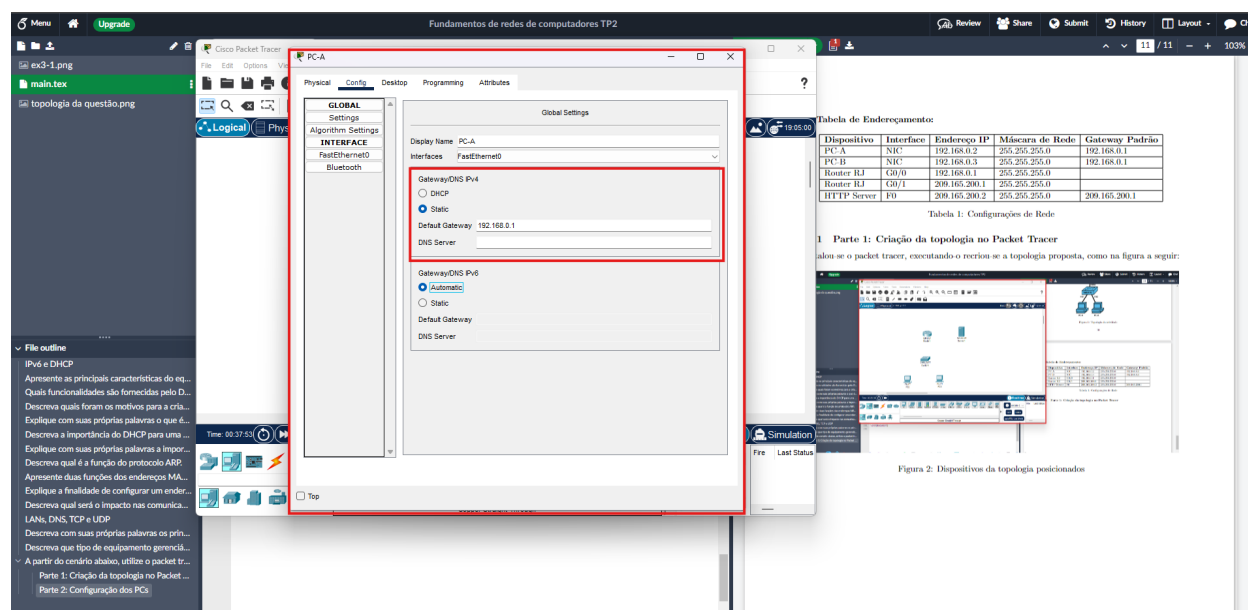 Menu
Upgrade
Fundamentos de redes de computadores TP2
Review
Share
Submit
History
Layout
ex3-1.png
main.tex
topologia da questão.png
11 / 11
103%
Cisco Packet Tracer
File Edit Options
Logical
19:05:00
PC-A
Physical Config Desktop Programming Attributes
?
GLOBAL
Settings
Algorithm Settings
INTERFACE
FastEthernet0
Bluetooth
Global Settings
Display Name PC-A
Interfaces FastEthernet0
Gateway/DNS IPv4
DHCP
Static
Default Gateway 192.168.0.1
DNS Server
Gateway/DNS IPv6
Automatic
Static
Default Gateway
DNS Server
Top
Time: 00:37:53
Simulation
Fire Last Status
File outline
IPv6 e DHCP
Apresente as principais características do eq...
Quais funcionalidades são fornecidas pelo D...
Descreva quais foram os motivos para a cria...
Explique com suas próprias palavras o que é...
Descreva a importância do DHCP para uma ...
Explique com suas próprias palavras a impor...
Descreva qual é a função do protocolo ARP.
Apresente duas funções dos endereços MA...
Explique a finalidade de configurar um ender...
Descreva qual será o impacto nas comunica...
LANs, DNS, TCP e UDP
Descreva com suas próprias palavras os prin...
Descreva que tipo de equipamento gerenciá...
A partir do cenário abaixo, utilize o packet tr...
Parte 1: Criação da topologia no Packet ...
Parte 2: Configuração dos PCs
Tabela de Endereçamento:
Dispositivo Interface Endereço IP Máscara de Rede Gateway Padrão
PC-A NIC 192.168.0.2 255.255.255.0 192.168.0.1
PC-B NIC 192.168.0.3 255.255.255.0 192.168.0.1
Router RJ G0/0 192.168.0.1 255.255.255.0
Router RJ G0/1 209.165.200.1 255.255.255.0
HTTP Server F0 209.165.200.2 255.255.255.0 209.165.200.1
Tabela 1: Configurações de Rede
1 Parte 1: Criação da topologia no Packet Tracer
alou-se o packet tracer, executando-o recriou-se a topologia proposta, como na figura a seguir:
Figura 2: Dispositivos da topologia posicionados